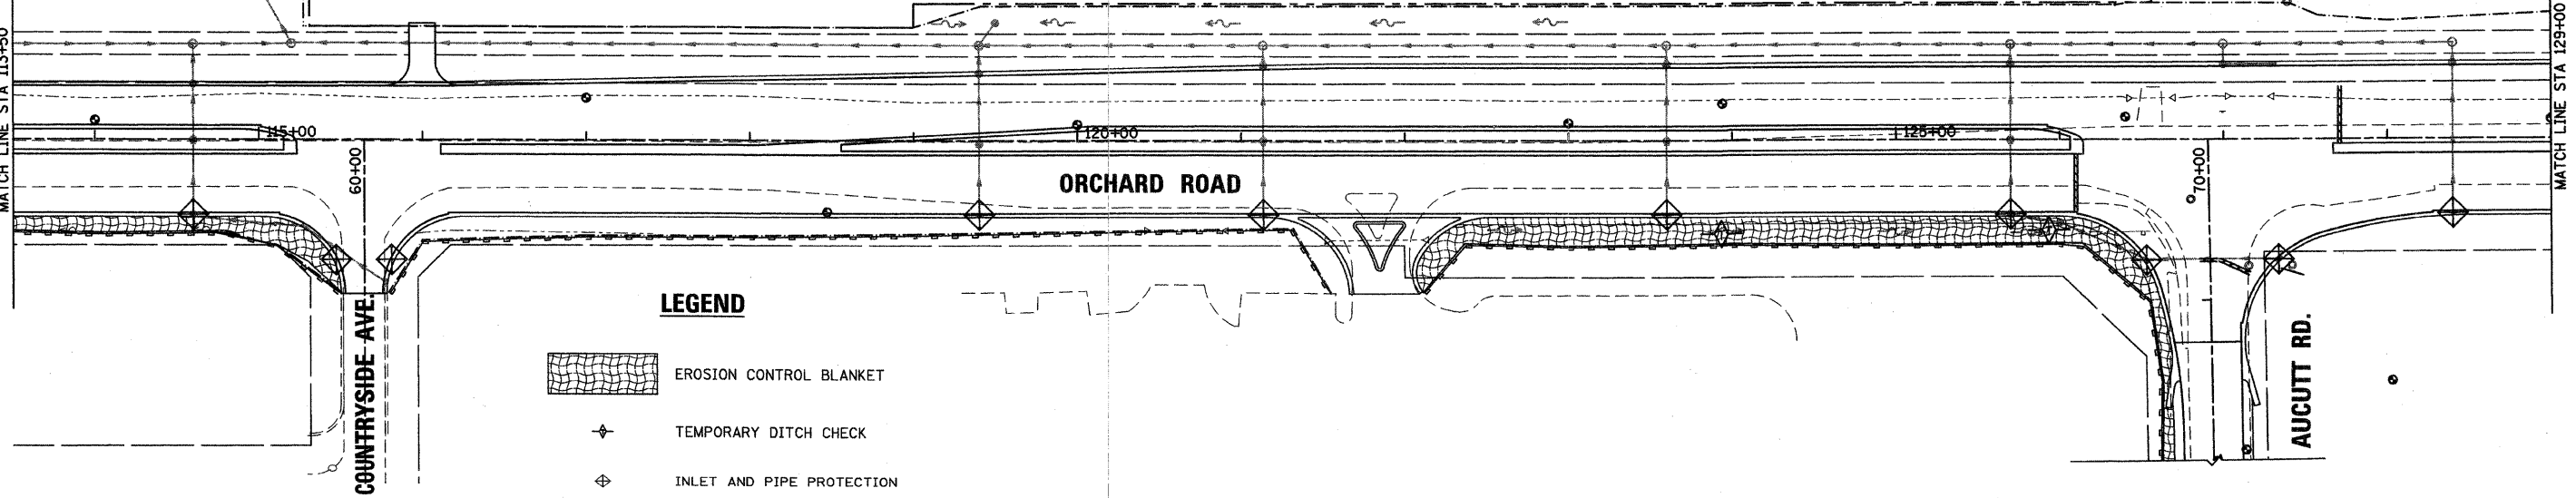 MATCH LINE STA 113+50
MATCH LINE STA 129+00
115+00
120+00
125+00
60+00
70+00
ORCHARD ROAD
COUNTRYSIDE AVE.
AUCUTT RD.
LEGEND
EROSION CONTROL BLANKET
TEMPORARY DITCH CHECK
INLET AND PIPE PROTECTION